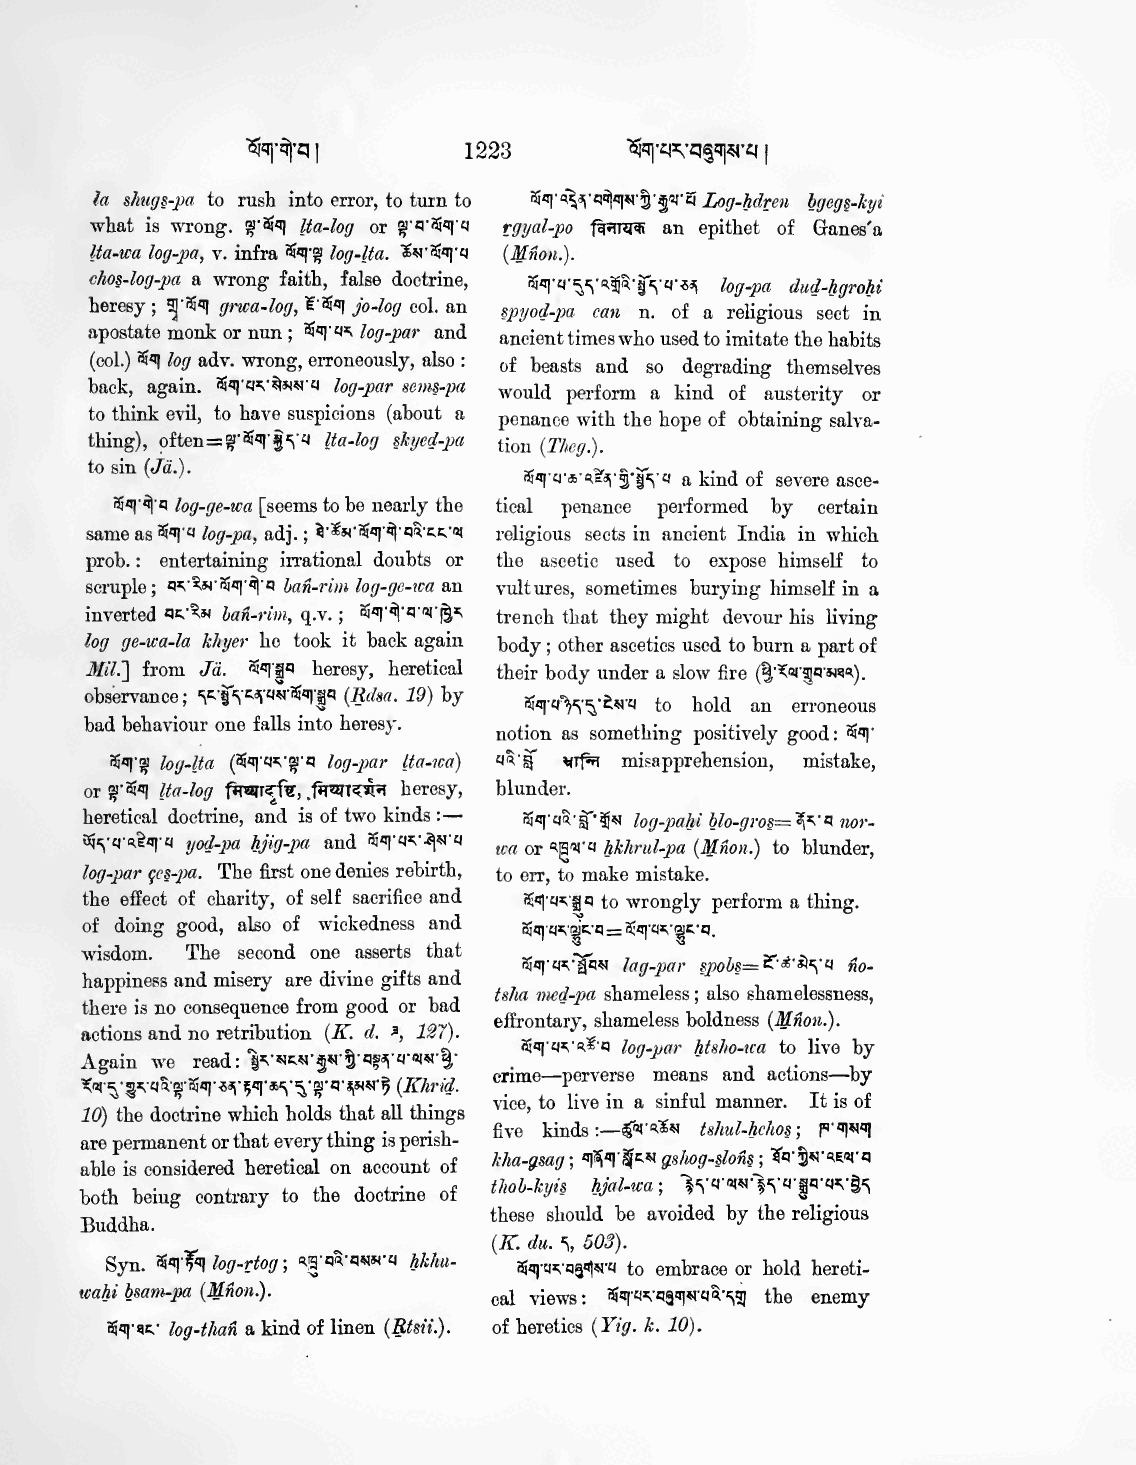 ལོག་གེ་བ།
1223
ལོག་པར་བཞུགས་པ།
la shugs-pa to rush into error, to turn to
what is wrong. ལྟ་ལོག lta-log or ལྟ་བ་ལོག་པ
lta-wa log-pa, v. infra ལོག་ལྟ log-lta. ཆོས་ལོག་པ
chos-log-pa a wrong faith, false doctrine,
heresy; གྲྭ་ལོག grwa-log, ཇོ་ལོག jo-log col. an
apostate monk or nun; ལོག་པར log-par and
(col.) ལོག log adv. wrong, erroneously, also:
back, again. ལོག་པར་སེམས་པ log-par sems-pa
to think evil, to have suspicions (about a
thing), often=ལྟ་ལོག་སྐྱེད་པ lta-log skyed-pa
to sin (Jä.).
ལོག་གེ་བ log-ge-wa [seems to be nearly the
same as ལོག་པ log-pa, adj.; ཐེ་ཚོམ་ལོག་གེ་བའི་ངང་ལ
prob.: entertaining irrational doubts or
scruple; བང་རིམ་ལོག་གེ་བ bañ-rim log-ge-wa an
inverted བང་རིམ bañ-rim, q.v.; ལོག་གེ་བ་ལ་ཁྱེར
log ge-wa-la khyer he took it back again
Mil.] from Jä. ལོག་སྒྲུབ heresy, heretical
observance; དང་སྤྱོད་ངན་པས་ལོག་སྒྲུབ (Rdsa. 19) by
bad behaviour one falls into heresy.
ལོག་ལྟ log-lta (ལོག་པར་ལྟ་བ log-par lta-wa)
or ལྟ་ལོག lta-log मिथ्यादृष्टि, मिथ्यादर्शन heresy,
heretical doctrine, and is of two kinds:—
ཡོད་པ་འཇིག་པ yod-pa hjig-pa and ལོག་པར་ཤེས་པ
log-par çes-pa. The first one denies rebirth,
the effect of charity, of self sacrifice and
of doing good, also of wickedness and
wisdom. The second one asserts that
happiness and misery are divine gifts and
there is no consequence from good or bad
actions and no retribution (K. d. ༣, 127).
Again we read: སྤྱིར་སངས་རྒྱས་ཀྱི་བསྟན་པ་ལས་ཕྱི་
རོལ་དུ་གྱུར་པའི་ལྟ་ལོག་ཅན་རྟག་ཆད་དུ་ལྟ་བ་རྣམས་ཏེ (Khrid.
10) the doctrine which holds that all things
are permanent or that every thing is perish-
able is considered heretical on account of
both being contrary to the doctrine of
Buddha.
Syn. ལོག་རྟོག log-rtog; འཁུ་བའི་བསམ་པ hkhu-
wahi bsam-pa (Mñon.).
ལོག་ཐང་ log-thañ a kind of linen (Rtsii.).
ལོག་འདྲེན་བགེགས་ཀྱི་རྒྱལ་པོ Log-hdren bgegs-kyi
rgyal-po विनायक an epithet of Ganes'a
(Mñon.).
ལོག་པ་དུད་འགྲོའི་སྤྱོད་པ་ཅན log-pa dud-hgrohi
spyod-pa can n. of a religious sect in
ancient times who used to imitate the habits
of beasts and so degrading themselves
would perform a kind of austerity or
penance with the hope of obtaining salva-
tion (Theg.).
ལོག་པ་ཆ་འཛིན་གྱི་སྤྱོད་པ a kind of severe asce-
tical penance performed by certain
religious sects in ancient India in which
the ascetic used to expose himself to
vultures, sometimes burying himself in a
trench that they might devour his living
body; other ascetics used to burn a part of
their body under a slow fire (ཕྱི་རོལ་གྲུབ་མཐའ).
ལོག་པ་ཉིད་དུ་ངེས་པ to hold an erroneous
notion as something positively good: ལོག་
པའི་བློ भ्रान्ति misapprehension, mistake,
blunder.
ལོག་པའི་བློ་གྲོས log-pahi blo-gros=ནོར་བ nor-
wa or འཁྲུལ་པ hkhrul-pa (Mñon.) to blunder,
to err, to make mistake.
ལོག་པར་སྒྲུབ to wrongly perform a thing.
ལོག་པར་ལྟུང་བ=ལོག་པར་ལྷུང་བ.
ལོག་པར་སྤོབས lag-par spobs=ངོ་ཚ་མེད་པ ño-
tsha med-pa shameless; also shamelessness,
effrontary, shameless boldness (Mñon.).
ལོག་པར་འཚོ་བ log-par htsho-wa to live by
crime—perverse means and actions—by
vice, to live in a sinful manner. It is of
five kinds:—ཚུལ་འཆོས tshul-hchos; ཁ་གསག
kha-gsag; གཞོག་སློངས gshog-sloñs; ཐོབ་ཀྱིས་འཇལ་བ
thob-kyis hjal-wa; རྙེད་པ་ལས་རྙེད་པ་སྒྲུབ་པར་བྱེད
these should be avoided by the religious
(K. du. ད, 503).
ལོག་པར་བཞུགས་པ to embrace or hold hereti-
cal views: ལོག་པར་བཞུགས་པའི་དགྲ the enemy
of heretics (Yig. k. 10).